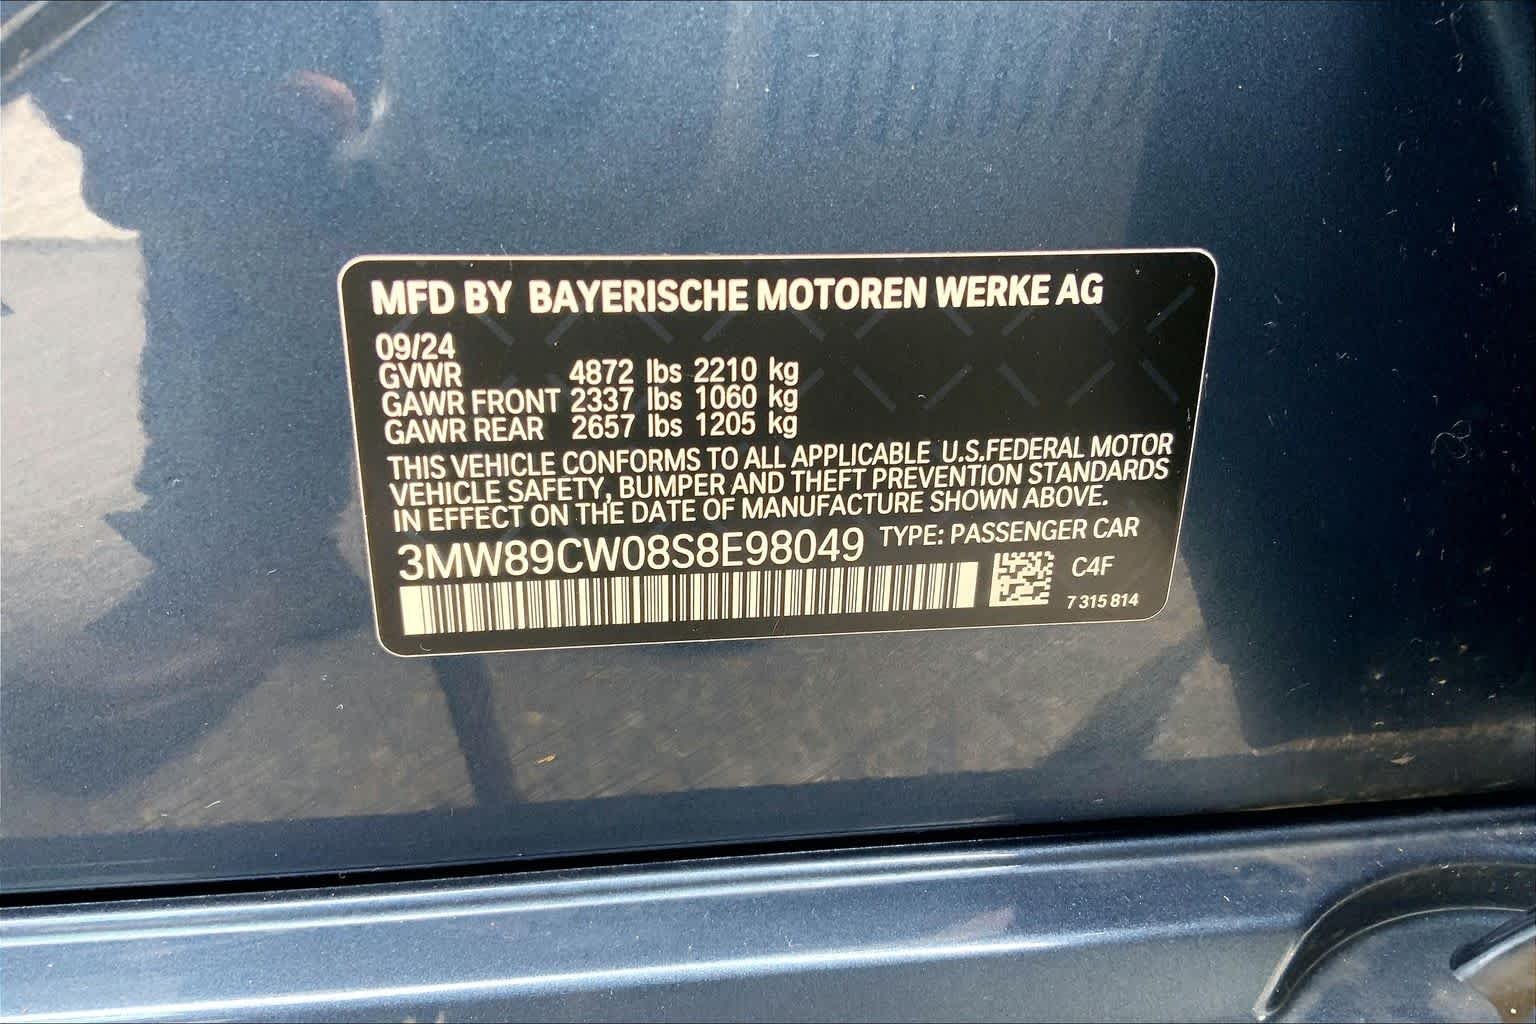 MFD BY BAYERISCHE MOTOREN WERKE AG
09/24
GVWR 4872 lbs 2210 kg
GAWR FRONT 2337 lbs 1060 kg
GAWR REAR 2657 lbs 1205 kg
THIS VEHICLE CONFORMS TO ALL APPLICABLE U.S.FEDERAL MOTOR
VEHICLE SAFETY, BUMPER AND THEFT PREVENTION STANDARDS
IN EFFECT ON THE DATE OF MANUFACTURE SHOWN ABOVE.
3MW89CW08S8E98049 TYPE: PASSENGER CAR
C4F
7 315 814